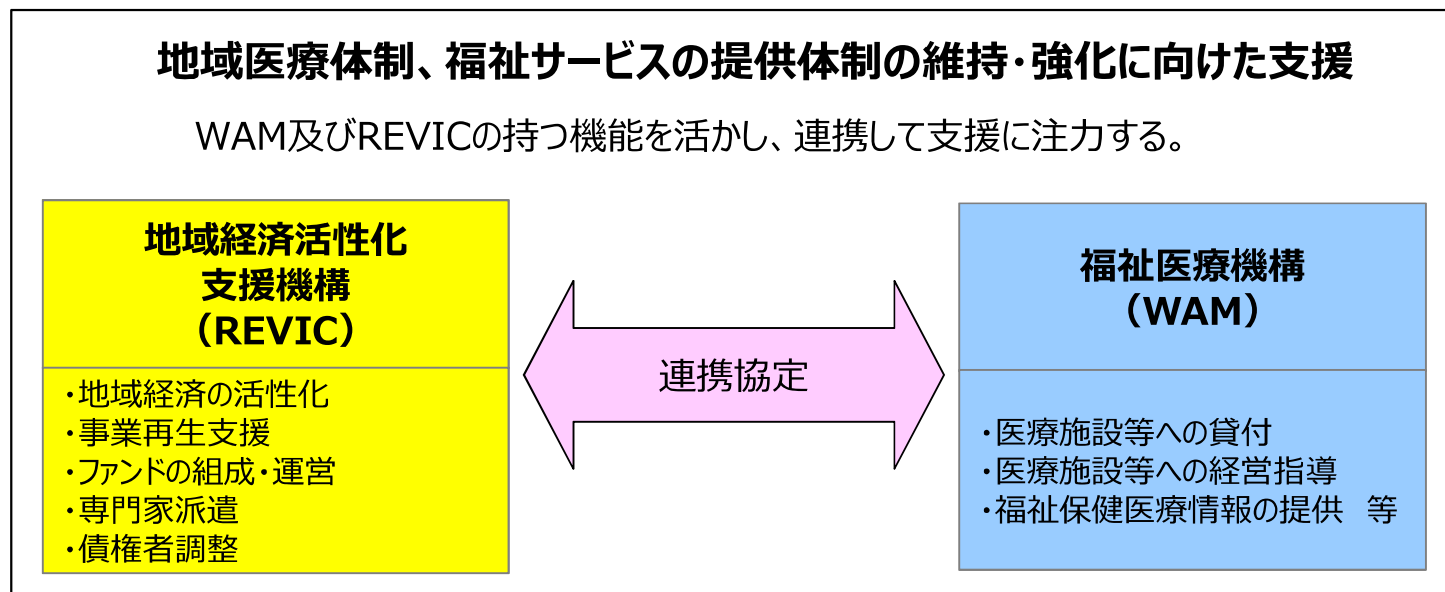 地域医療体制、福祉サービスの提供体制の維持・強化に向けた支援
WAM及びREVICの持つ機能を活かし、連携して支援に注力する。
地域経済活性化
支援機構
（REVIC）
・地域経済の活性化
・事業再生支援
・ファンドの組成・運営
・専門家派遣
・債権者調整
連携協定
福祉医療機構
（WAM）
・医療施設等への貸付
・医療施設等への経営指導
・福祉保健医療情報の提供　等